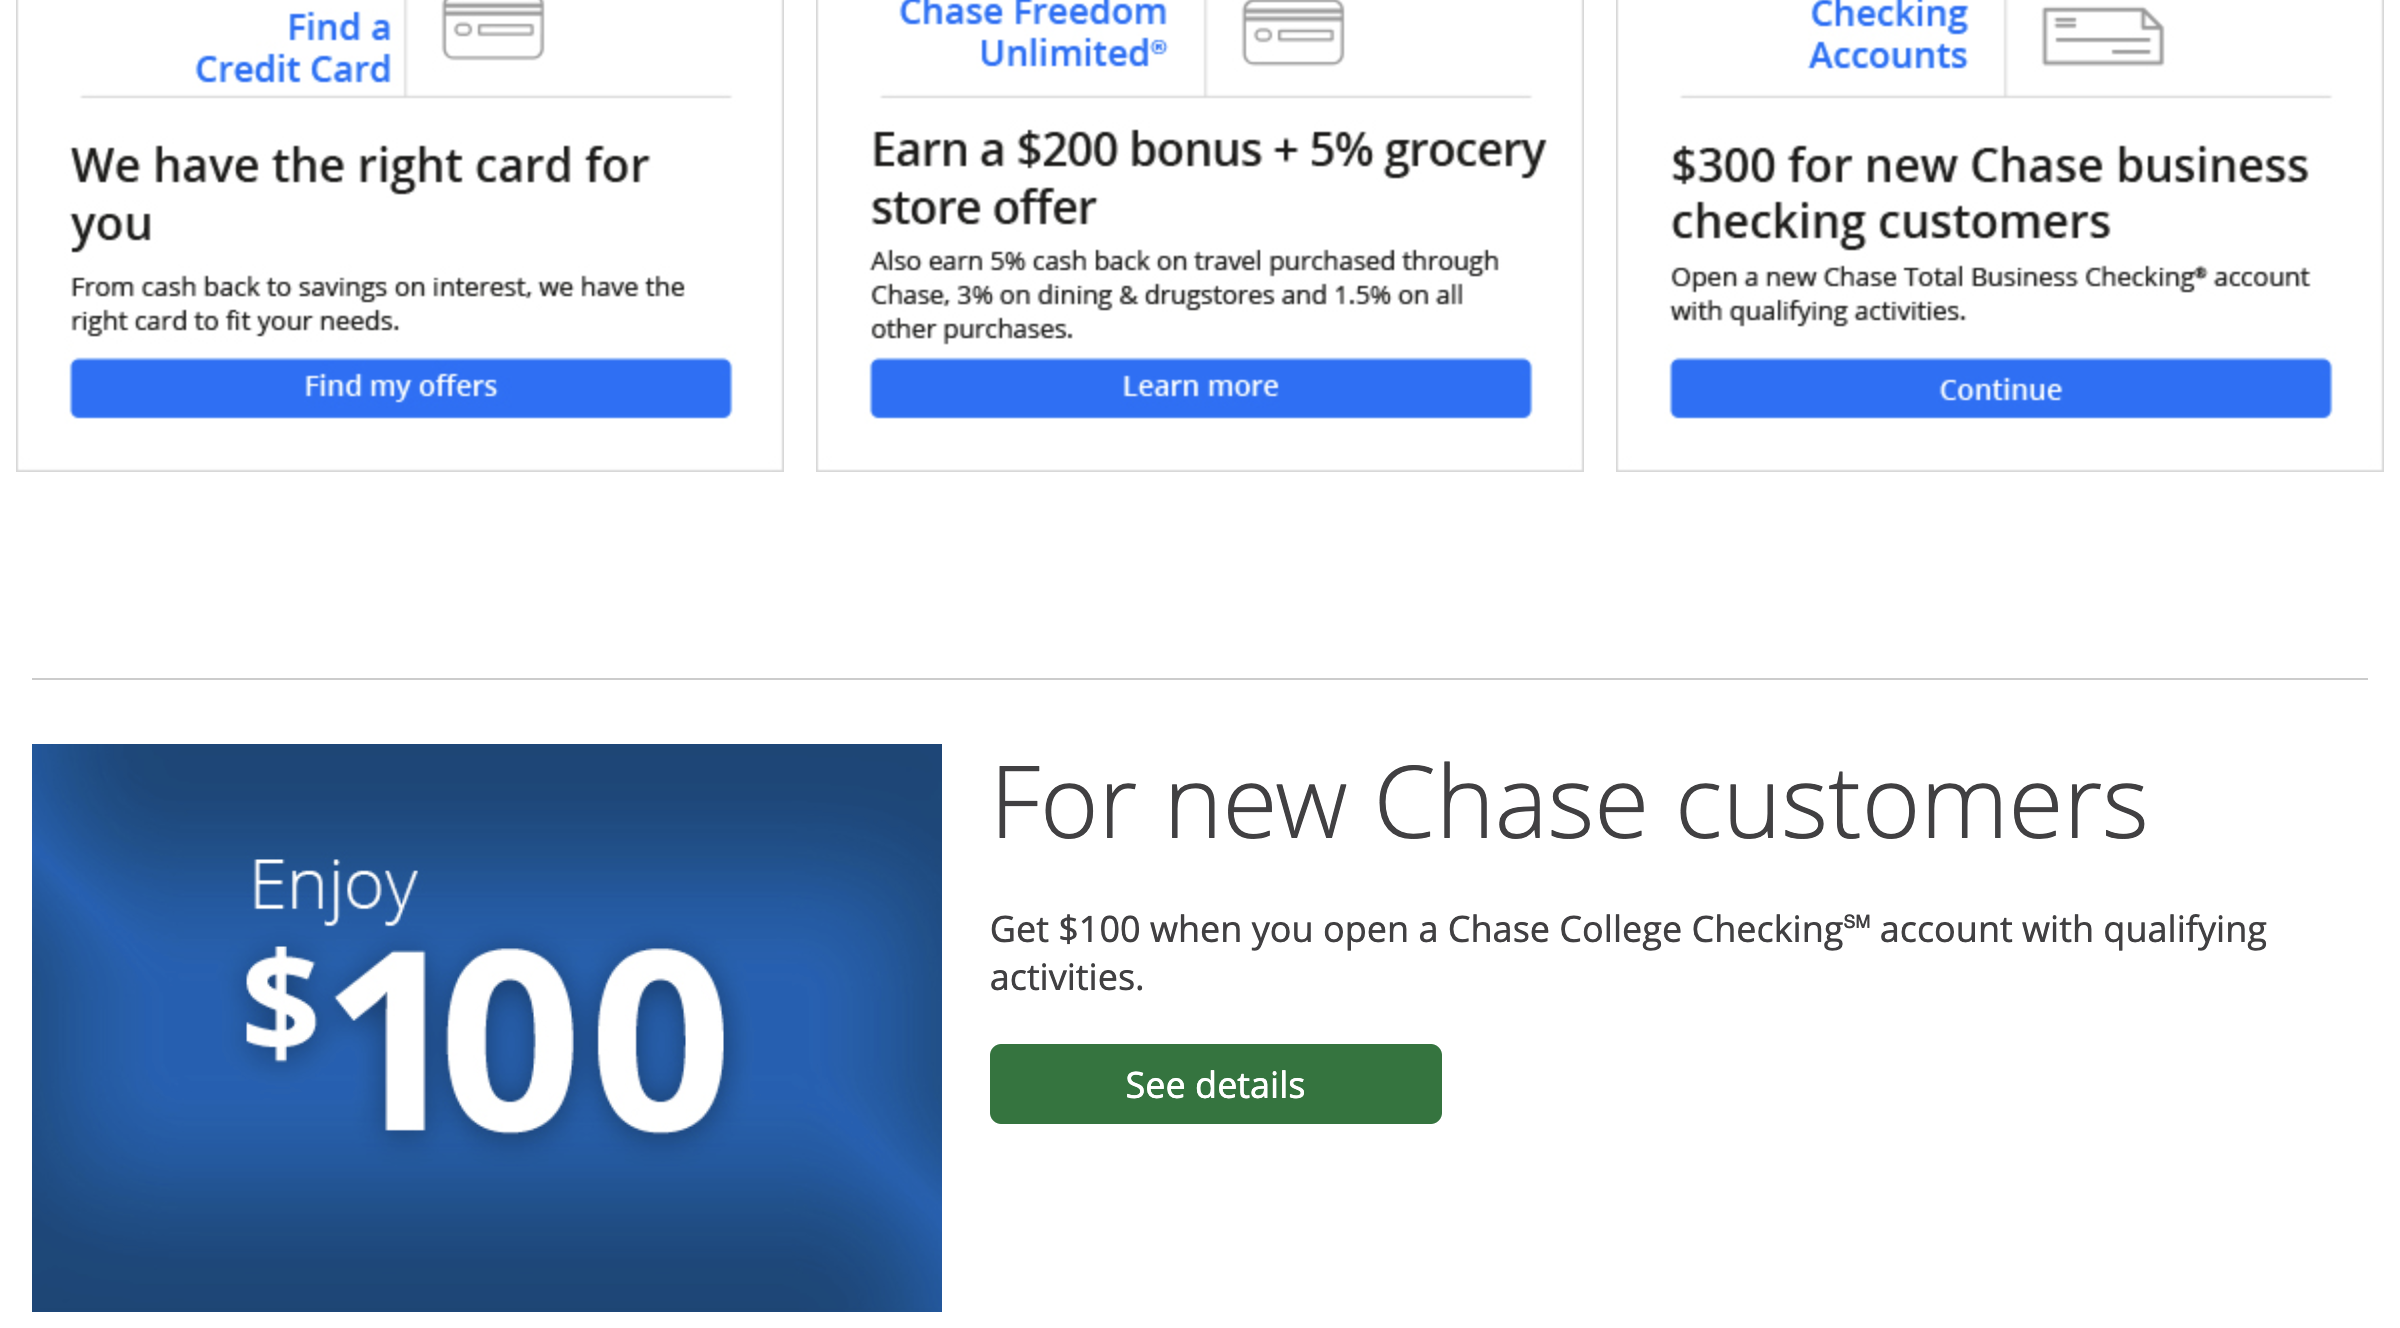 Find a
Credit Card
We have the right card for
you
From cash back to savings on interest, we have the
right card to fit your needs.
Find my offers
Chase Freedom
Unlimited®
Earn a $200 bonus + 5% grocery
store offer
Also earn 5% cash back on travel purchased through
Chase, 3% on dining & drugstores and 1.5% on all
other purchases.
Learn more
Checking
Accounts
$300 for new Chase business
checking customers
Open a new Chase Total Business Checking® account
with qualifying activities.
Continue
Enjoy
$100
For new Chase customers
Get $100 when you open a Chase College Checking℠ account with qualifying
activities.
See details